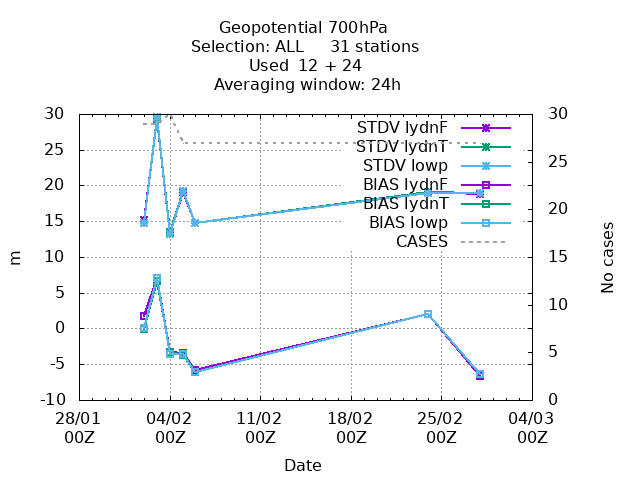 Geopotential 700hPa
Selection: ALL 31 stations
Used 12 + 24
Averaging window: 24h
30
25
20
15
10
5
0
-5
-10
m
STDV lydnF
STDV lydnT
STDV lowp
BIAS lydnF
BIAS lydnT
BIAS lowp
CASES
30
25
20
15
10
5
0
No cases
28/01 04/02 11/02 18/02 25/02 04/03
00Z 00Z 00Z 00Z 00Z 00Z
Date